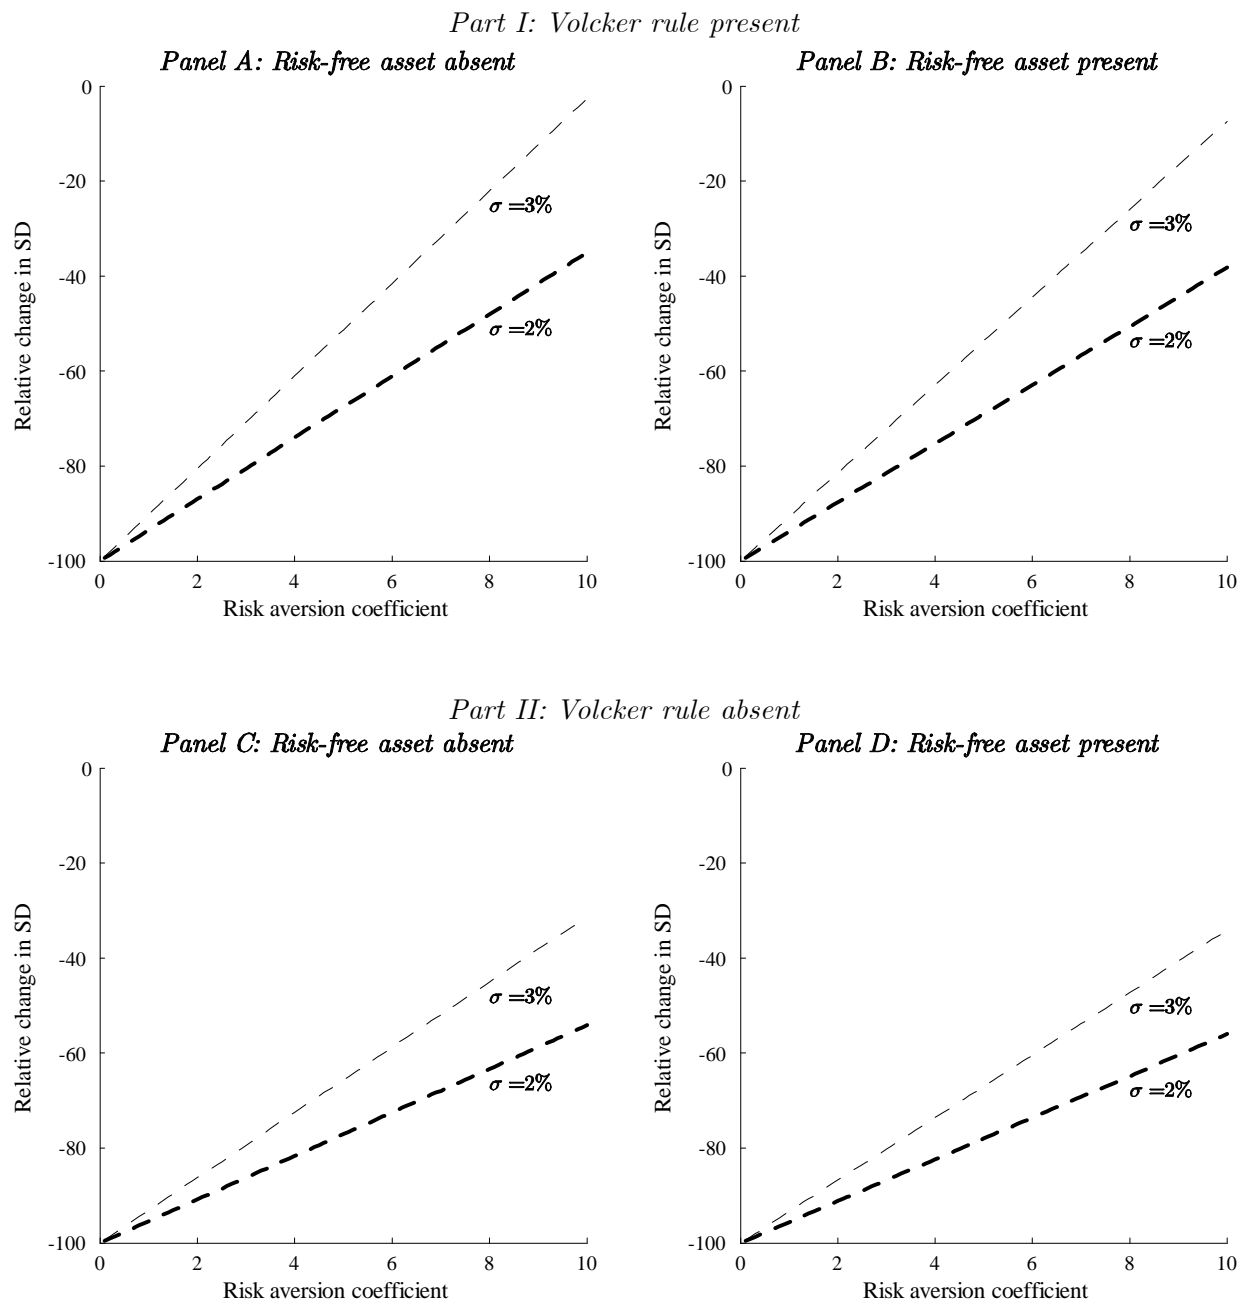 Part I: Volcker rule present
Panel A: Risk-free asset absent
0
-20
-40
-60
-80
-100
Relative change in SD
σ =3%
σ =2%
0 2 4 6 8 10
Risk aversion coefficient
Panel B: Risk-free asset present
0
-20
-40
-60
-80
-100
Relative change in SD
σ =3%
σ =2%
0 2 4 6 8 10
Risk aversion coefficient
Part II: Volcker rule absent
Panel C: Risk-free asset absent
0
-20
-40
-60
-80
-100
Relative change in SD
σ =3%
σ =2%
0 2 4 6 8 10
Risk aversion coefficient
Panel D: Risk-free asset present
0
-20
-40
-60
-80
-100
Relative change in SD
σ =3%
σ =2%
0 2 4 6 8 10
Risk aversion coefficient